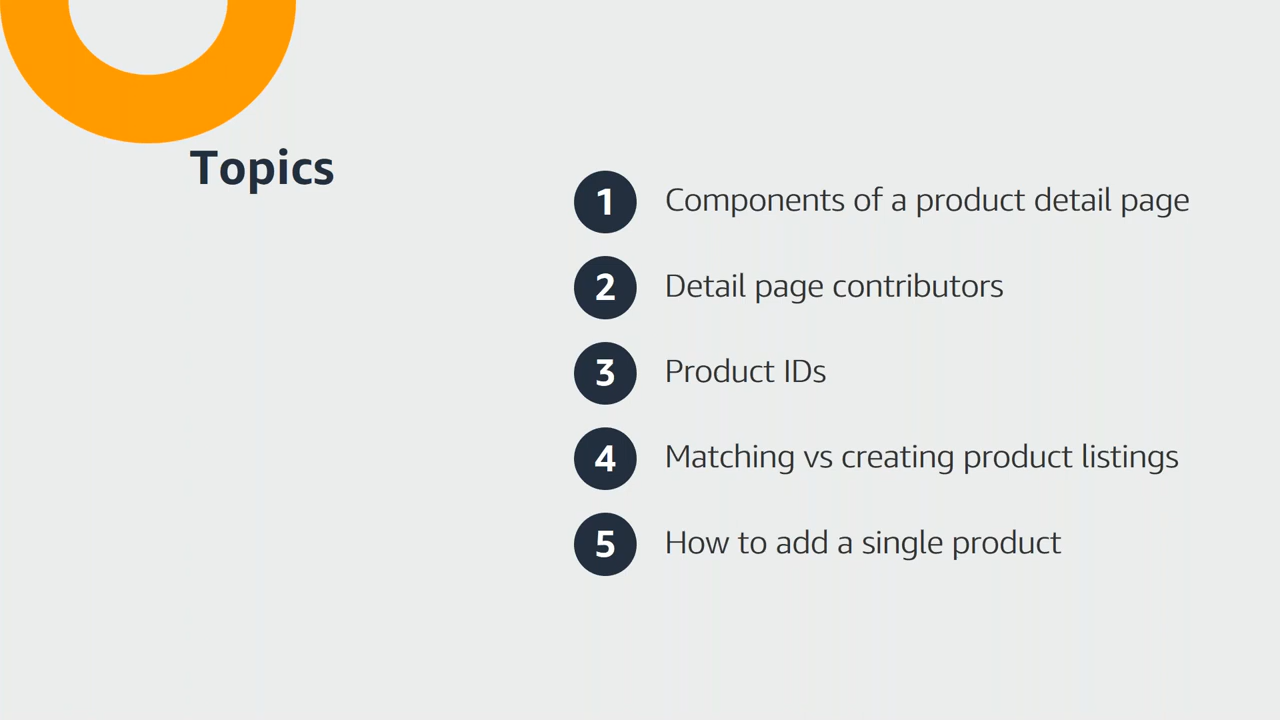 Topics
1 Components of a product detail page
2 Detail page contributors
3 Product IDs
4 Matching vs creating product listings
5 How to add a single product